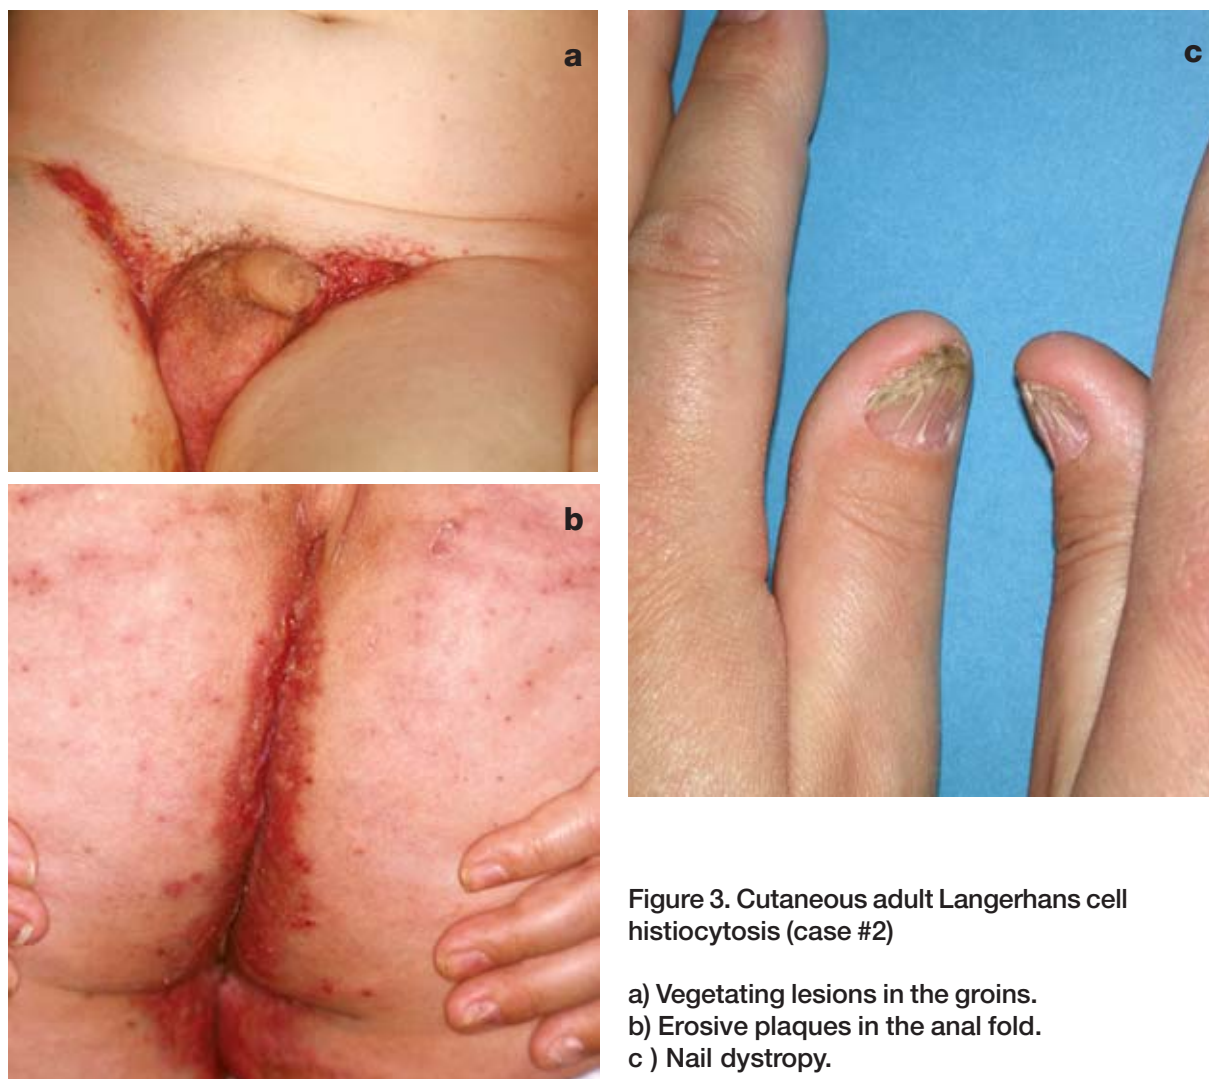 a
c
b
Figure 3. Cutaneous adult Langerhans cell
histiocytosis (case #2)
a) Vegetating lesions in the groins.
b) Erosive plaques in the anal fold.
c ) Nail dystropy.